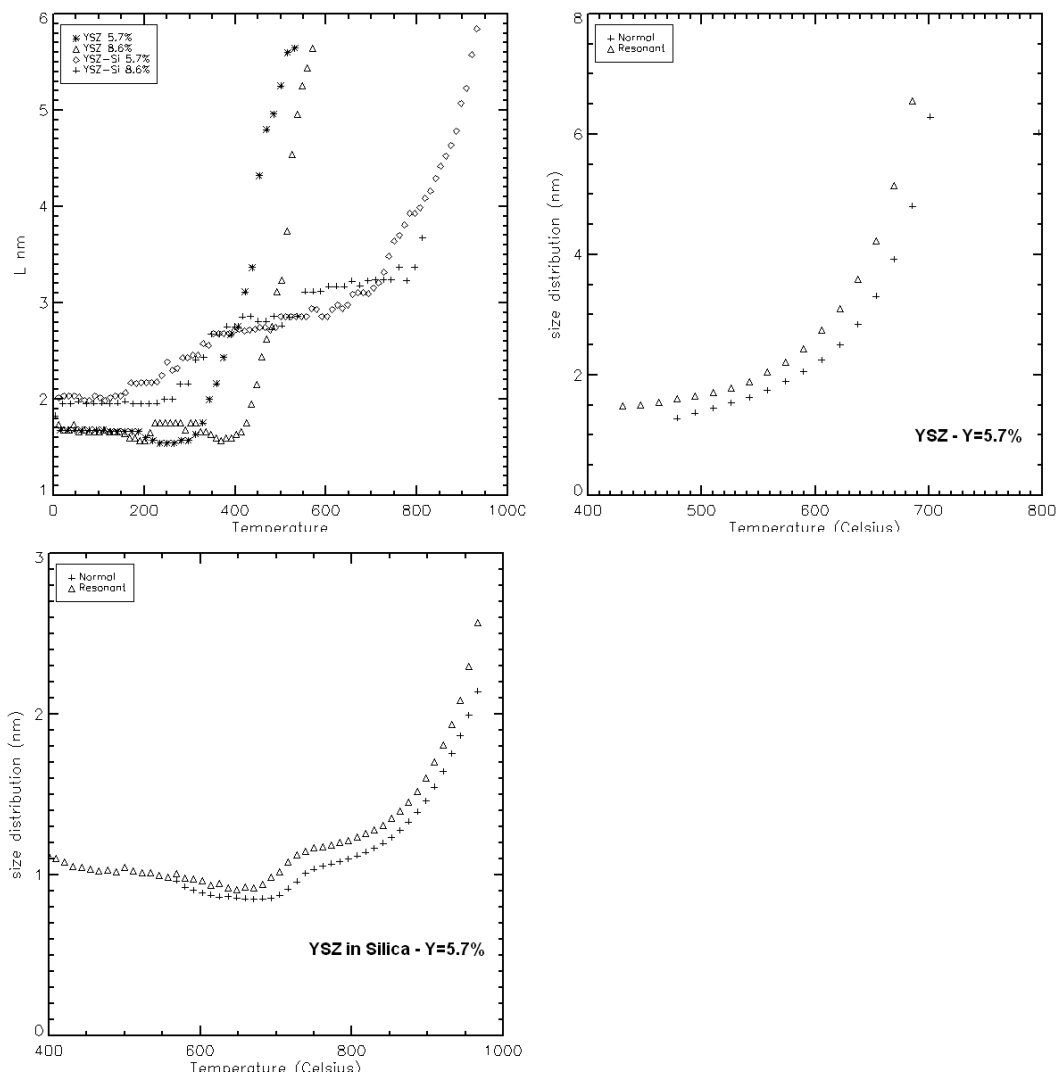 6
5
4
3
2
1
L nm
YSZ 5.7%
YSZ 8.6%
YSZ-Si 5.7%
YSZ-Si 8.6%
0 200 400 600 800 1000
Temperature
8
6
4
2
0
size distribution (nm)
Normal
Resonant
YSZ - Y=5.7%
400 500 600 700 800
Temperature (Celsius)
3
2
1
0
size distribution (nm)
Normal
Resonant
YSZ in Silica - Y=5.7%
400 600 800 1000
Temperature (Celsius)